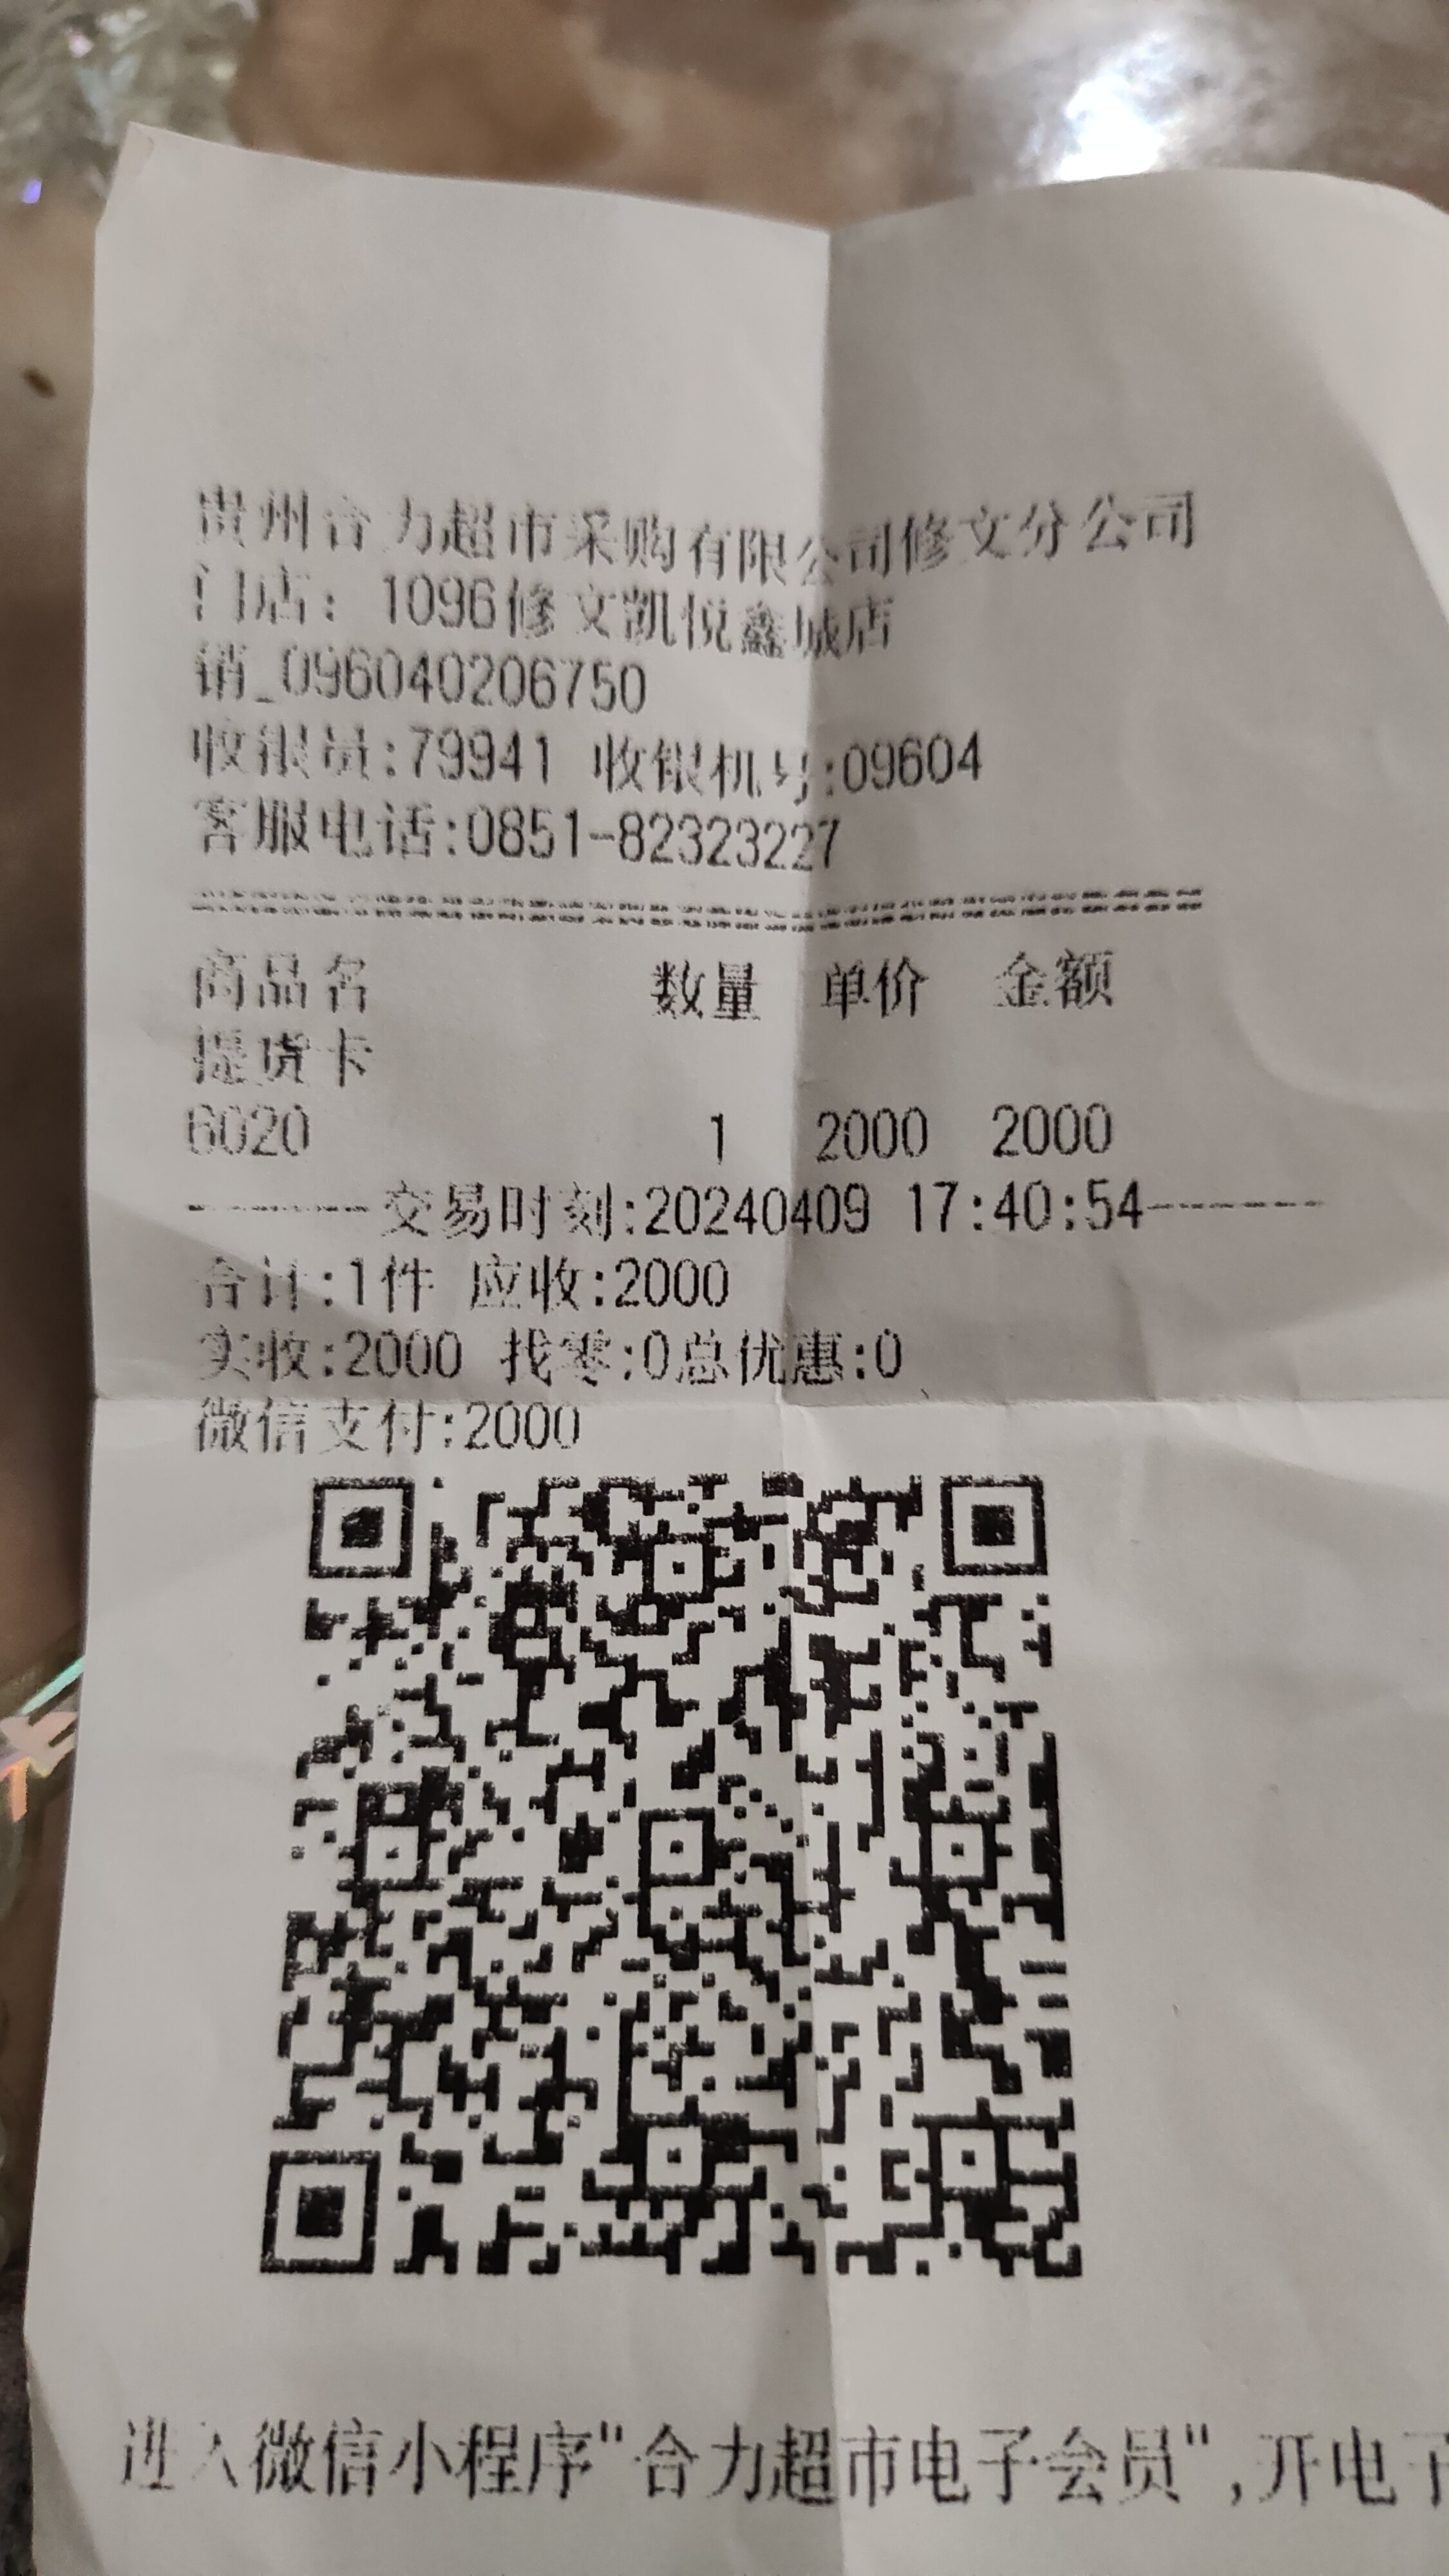 贵州合力超市采购有限公司修文分公司
门店：1096修文凯悦鑫城店
销_096040206750
收银员:79941 收银机号:09604
客服电话:0851-82323227
商品名 数量 单价 金额
提货卡
6020 1 2000 2000
--------交易时刻:20240409 17:40:54--------
合计:1件 应收:2000
实收:2000 找零:0总优惠:0
微信支付:2000
进入微信小程序"合力超市电子会员",开电子